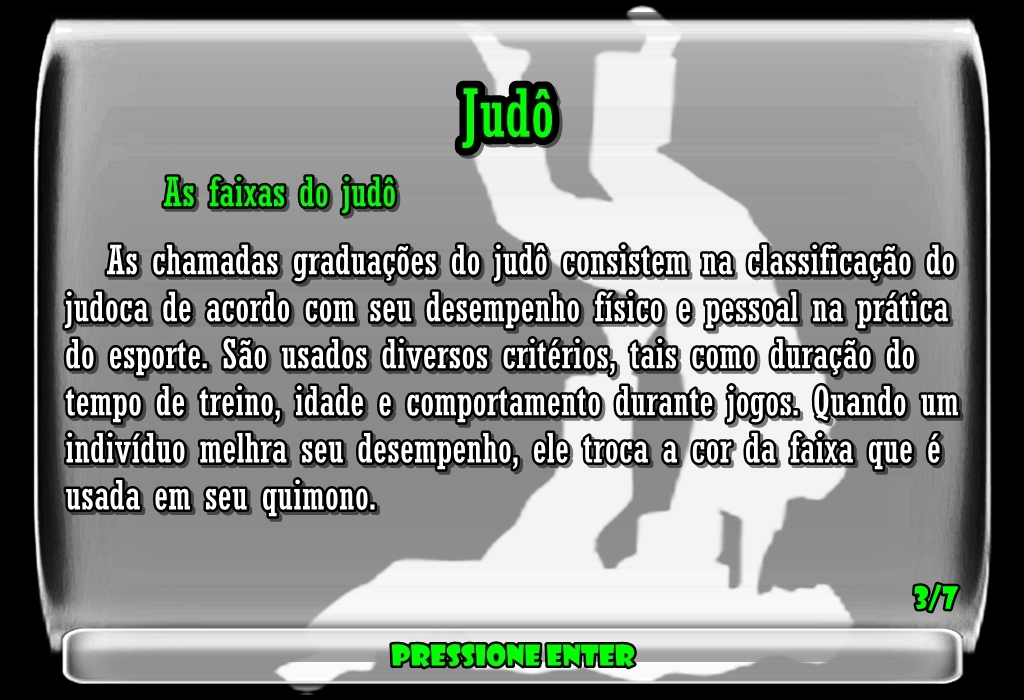 Judô
As faixas do judô
As chamadas graduações do judô consistem na classificação do
judoca de acordo com seu desempenho físico e pessoal na prática
do esporte. São usados diversos critérios, tais como duração do
tempo de treino, idade e comportamento durante jogos. Quando um
indivíduo melhra seu desempenho, ele troca a cor da faixa que é
usada em seu quimono.
3/7
PRESSIONE ENTER